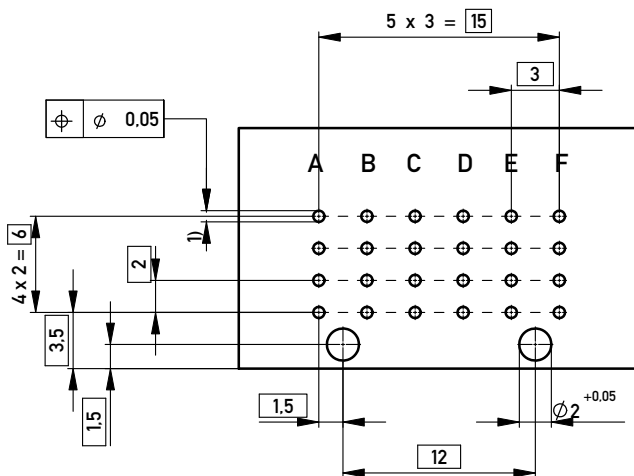 5 x 3 = 15
3
⌖ ⌀ 0,05
A B C D E F
1)
4 x 2 = 6
2
3,5
1,5
1,5
⌀2 +0,05
12